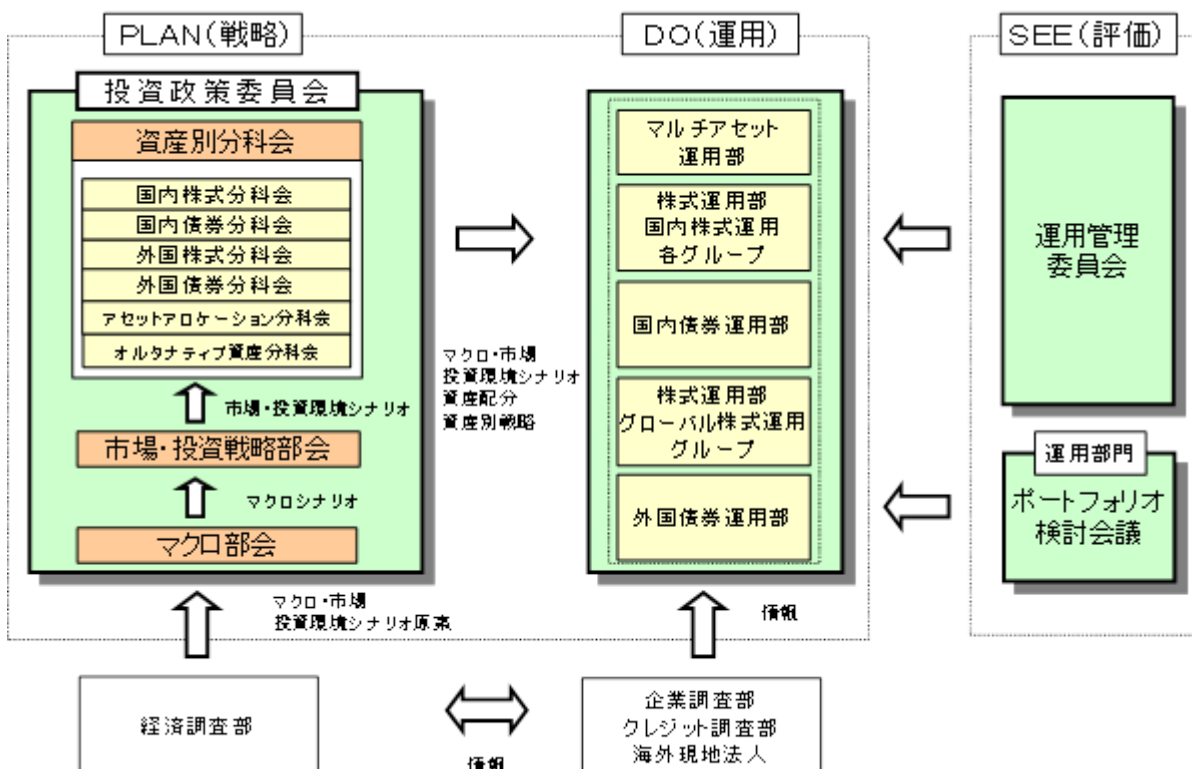 PLAN(戦略)
投資政策委員会
資産別分科会
国内株式分科会
国内債券分科会
外国株式分科会
外国債券分科会
アセットアロケーション分科会
オルタナティブ資産分科会
市場・投資環境シナリオ
市場・投資戦略部会
マクロシナリオ
マクロ部会
マクロ・市場
投資環境シナリオ
資産配分
資産別戦略
DO(運用)
マルチアセット
運用部
株式運用部
国内株式運用
各グループ
国内債券運用部
株式運用部
グローバル株式運用
グループ
外国債券運用部
SEE(評価)
運用管理
委員会
運用部門
ポートフォリオ
検討会議
マクロ・市場
投資環境シナリオ原案
情報
経済調査部
情報
企業調査部
クレジット調査部
海外現地法人